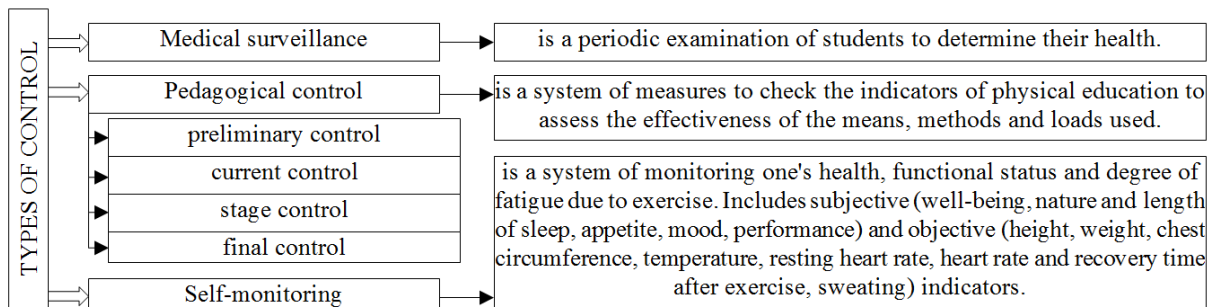 TYPES OF CONTROL
Medical surveillance
is a periodic examination of students to determine their health.
Pedagogical control
is a system of measures to check the indicators of physical education to
assess the effectiveness of the means, methods and loads used.
preliminary control
current control
stage control
final control
Self-monitoring
is a system of monitoring one's health, functional status and degree of
fatigue due to exercise. Includes subjective (well-being, nature and length
of sleep, appetite, mood, performance) and objective (height, weight, chest
circumference, temperature, resting heart rate, heart rate and recovery time
after exercise, sweating) indicators.